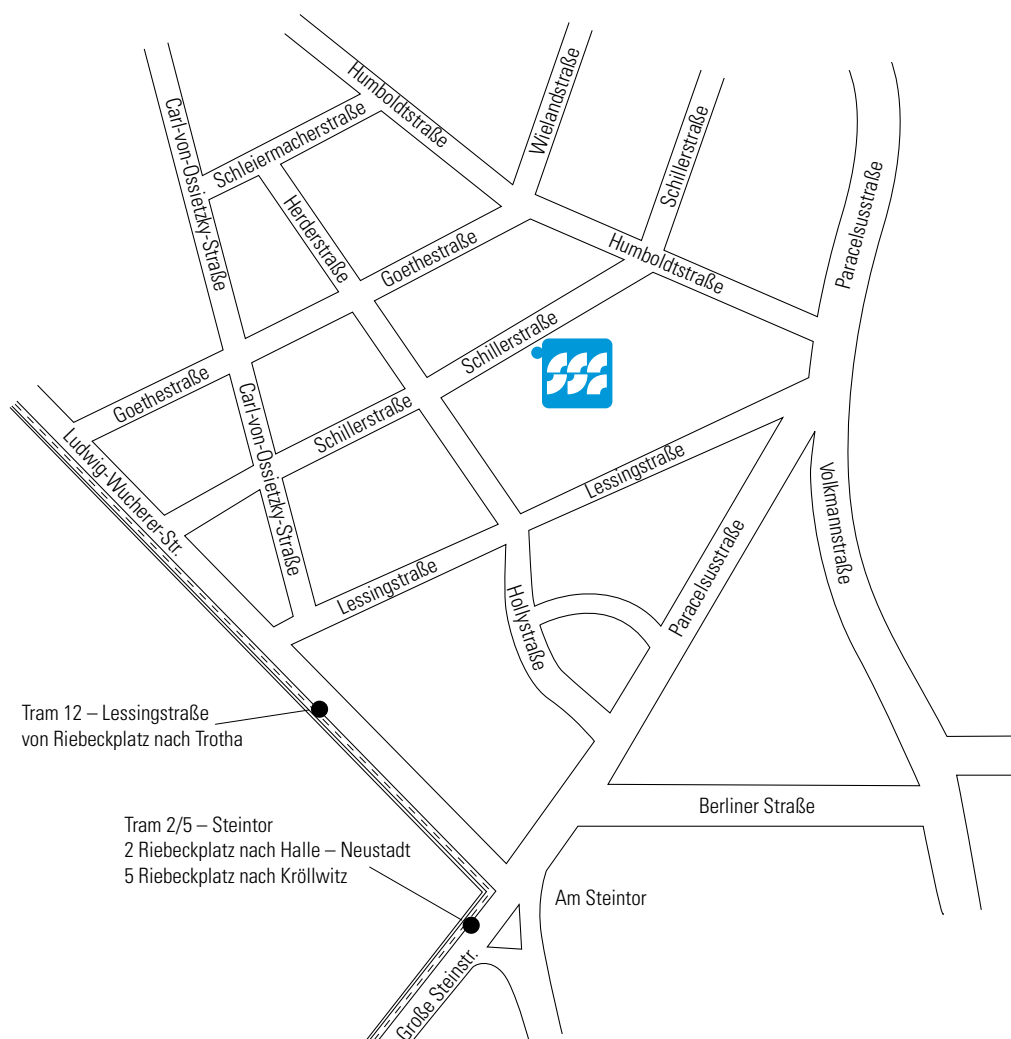 Humboldtstraße
Wielandstraße
Carl-von-Ossietzky-Straße
Schleiermacherstraße
Schillerstraße
Paracelsusstraße
Herderstraße
Goethestraße
Humboldtstraße
Schillerstraße
Goethestraße
Carl-von-Ossietzky-Straße
Schillerstraße
Ludwig-Wucherer-Str.
Lessingstraße
Volkmannstraße
Paracelsusstraße
Lessingstraße
Hollystraße
Tram 12 – Lessingstraße
von Riebeckplatz nach Trotha
Berliner Straße
Tram 2/5 – Steintor
2 Riebeckplatz nach Halle – Neustadt
5 Riebeckplatz nach Kröllwitz
Am Steintor
Große Steinstr.